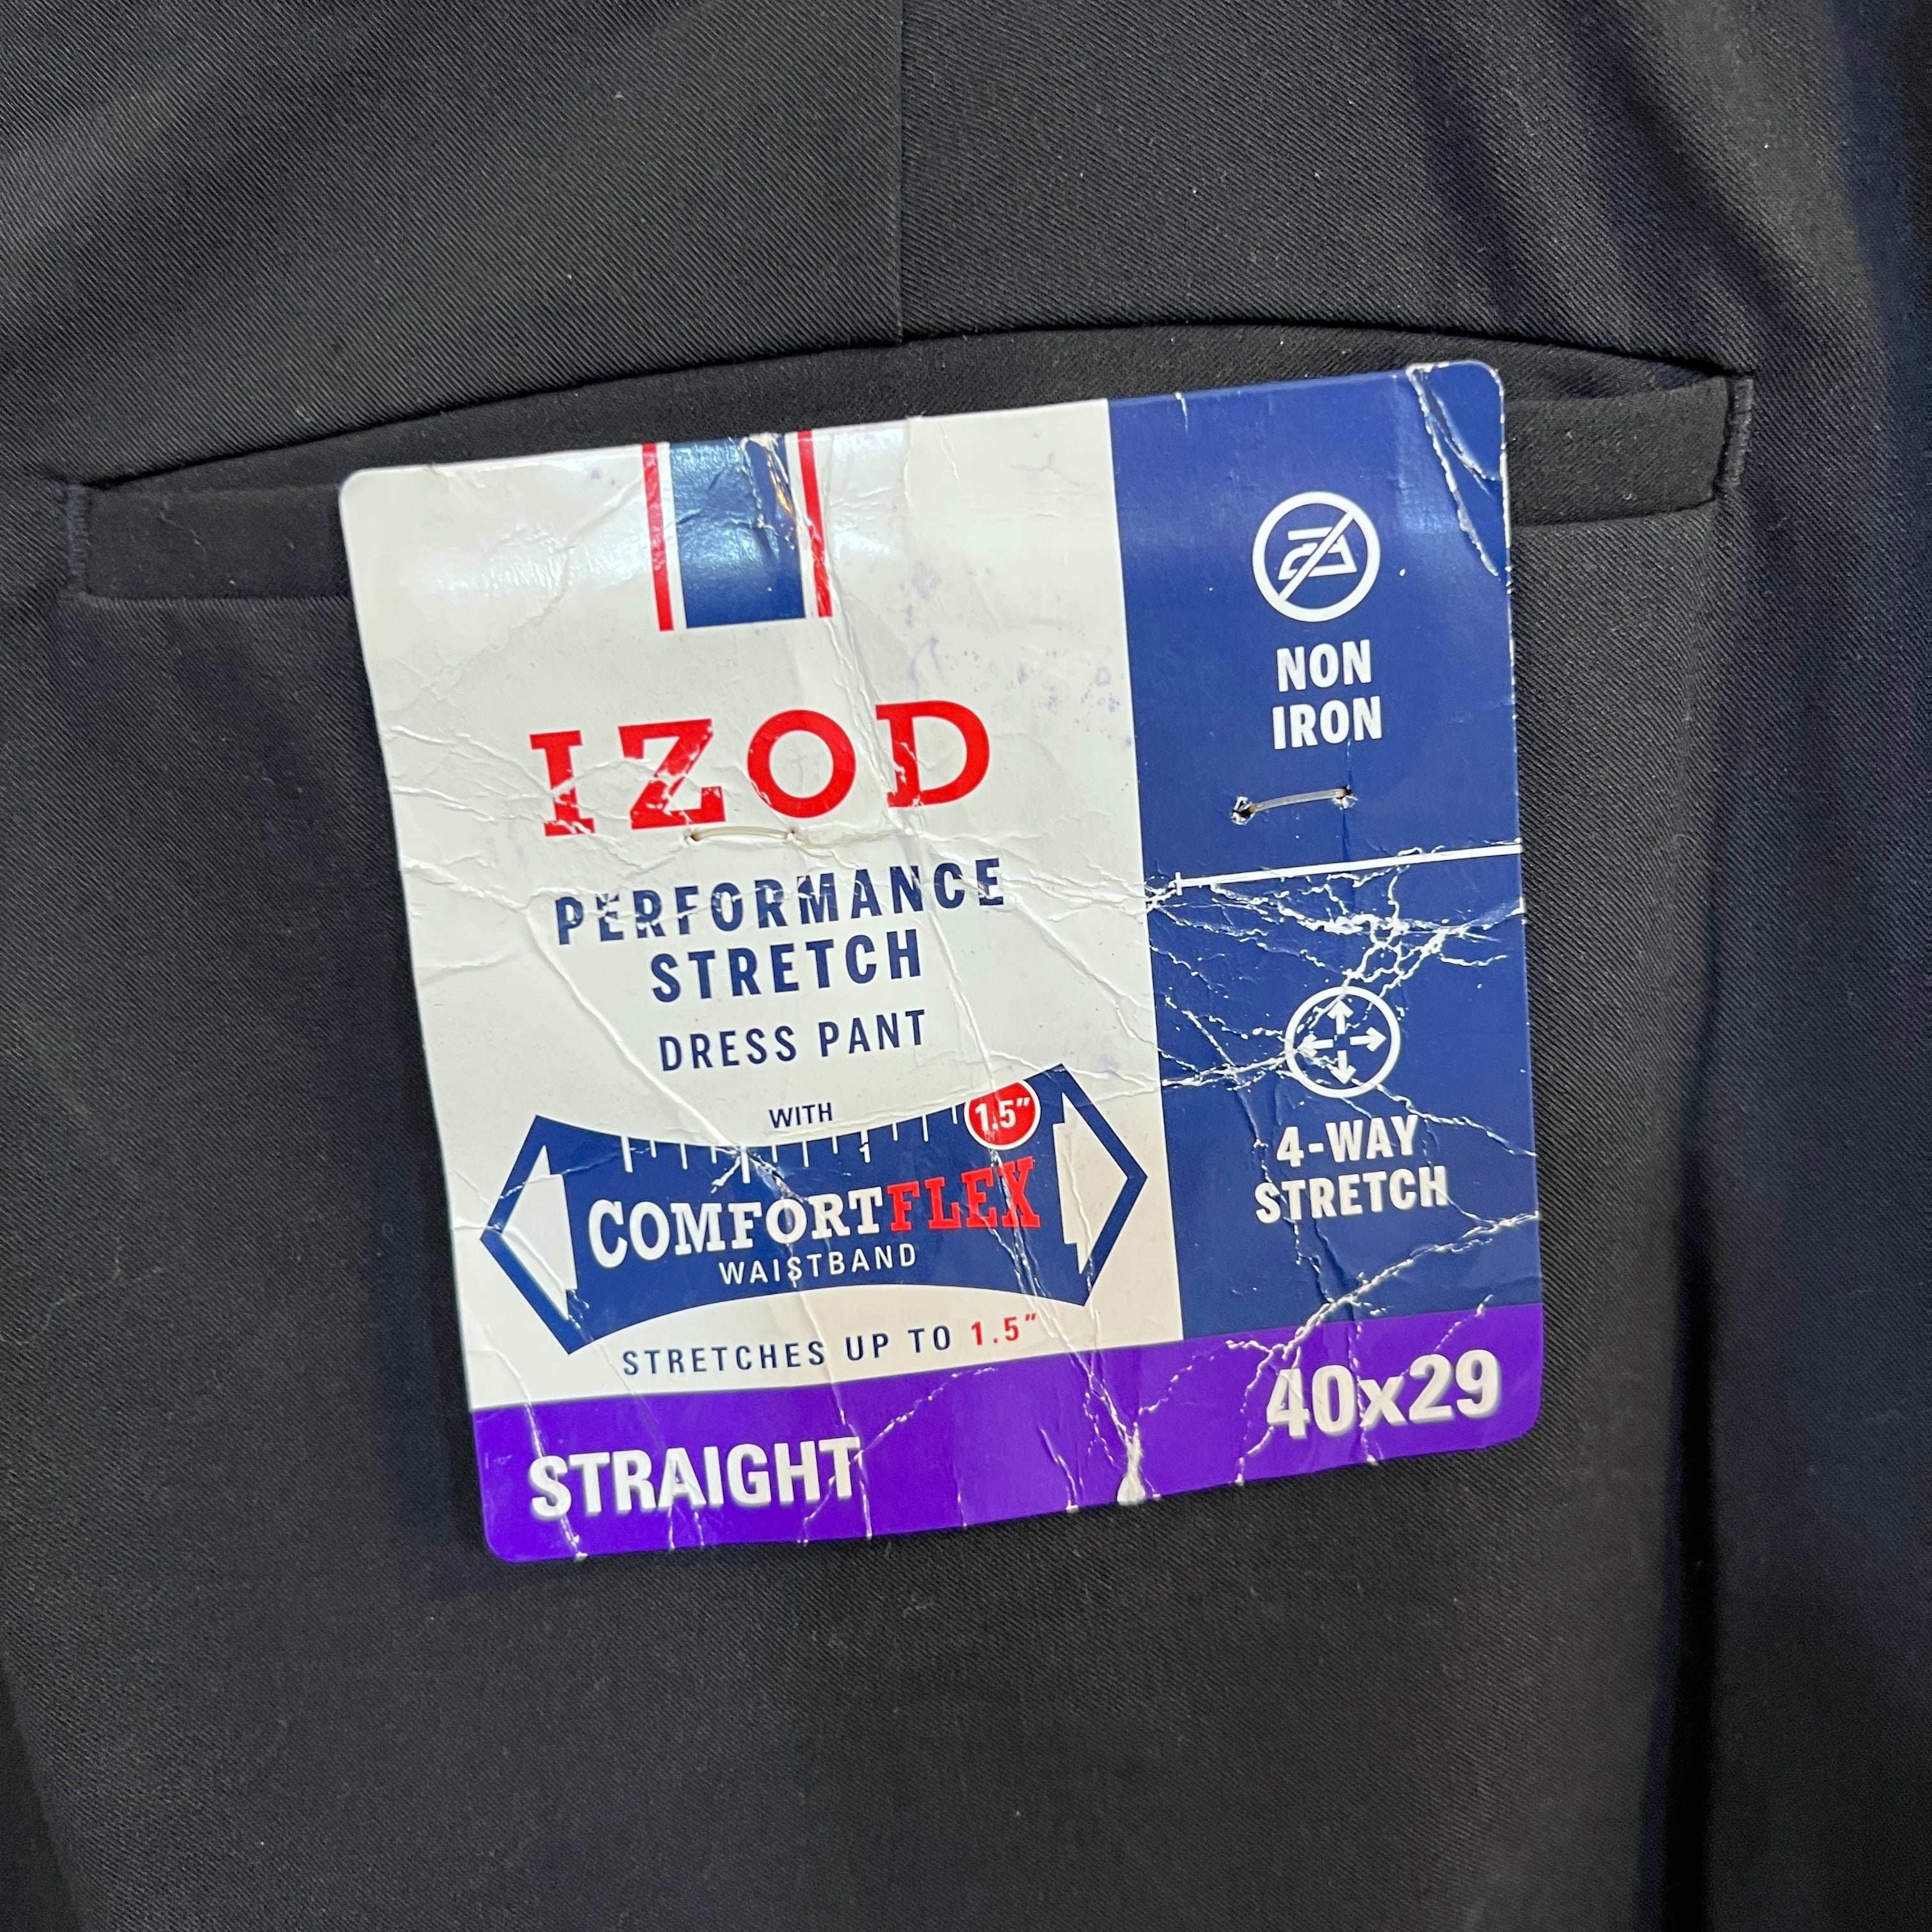 IZOD
PERFORMANCE
STRETCH
DRESS PANT
WITH
1.5"
1
COMFORTFLEX
WAISTBAND
STRETCHES UP TO 1.5"
NON
IRON
4-WAY
STRETCH
STRAIGHT
40x29